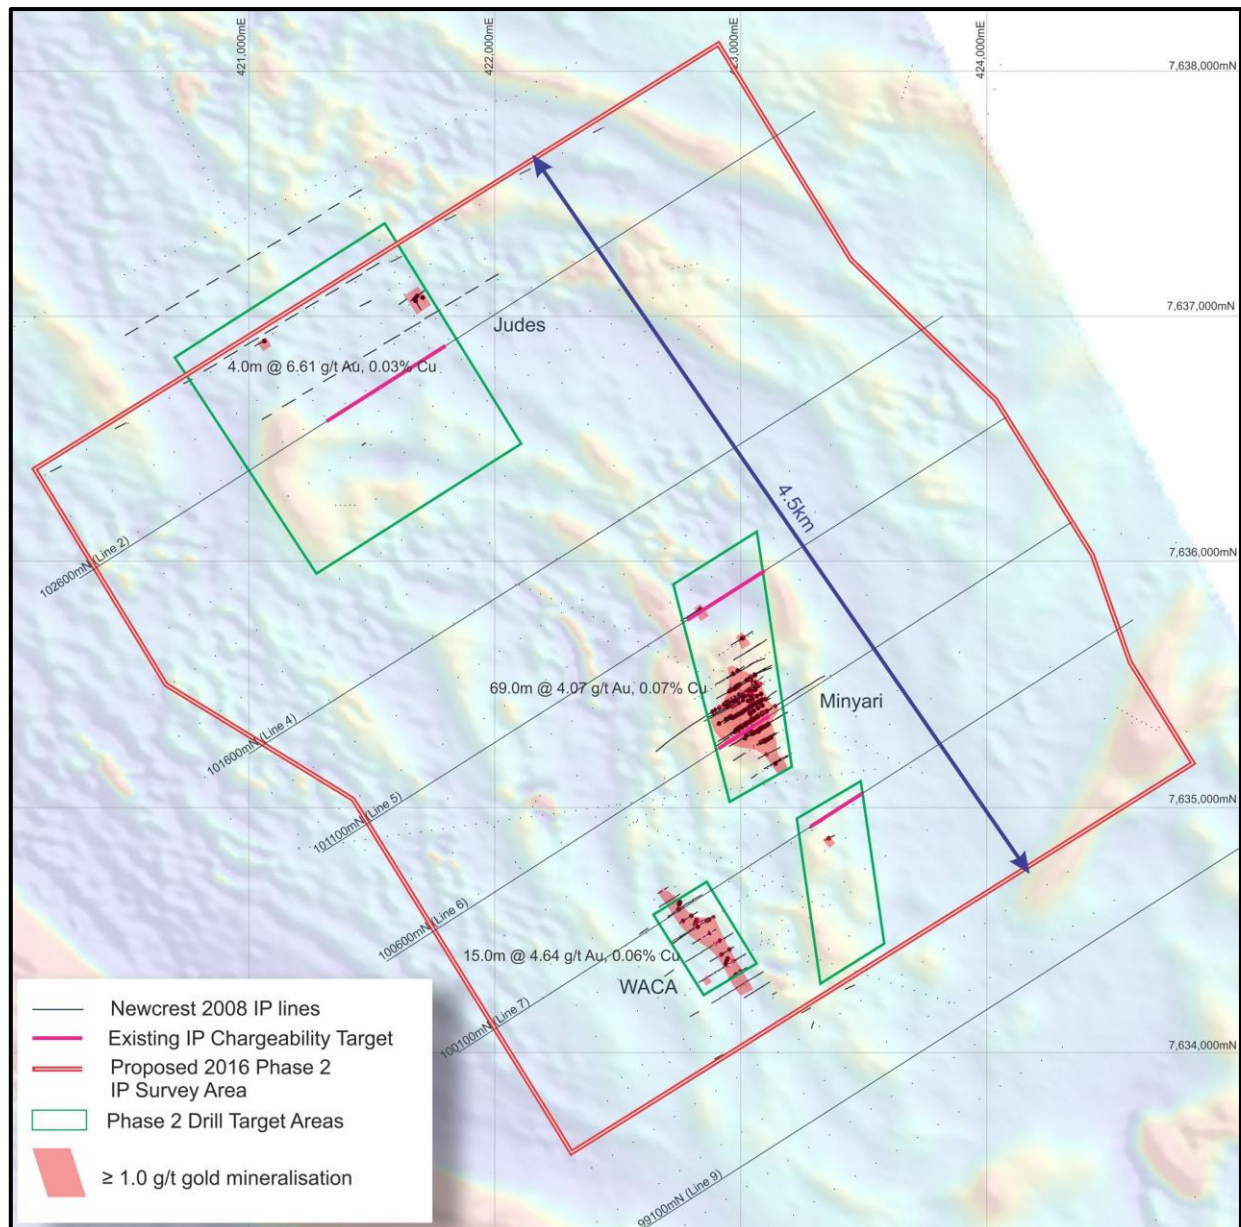 421,000mE
422,000mE
423,000mE
424,000mE
7,638,000mN
7,637,000mN
Judes
4.0m @ 6.61 g/t Au, 0.03% Cu
4.5km
7,636,000mN
102600mN (Line 2)
69.0m @ 4.07 g/t Au, 0.07% Cu
Minyari
101600mN (Line 4)
7,635,000mN
101100mN (Line 5)
100600mN (Line 6)
15.0m @ 4.64 g/t Au, 0.06% Cu
WACA
100100mN (Line 7)
7,634,000mN
99100mN (Line 9)
Newcrest 2008 IP lines
Existing IP Chargeability Target
Proposed 2016 Phase 2
IP Survey Area
Phase 2 Drill Target Areas
≥ 1.0 g/t gold mineralisation